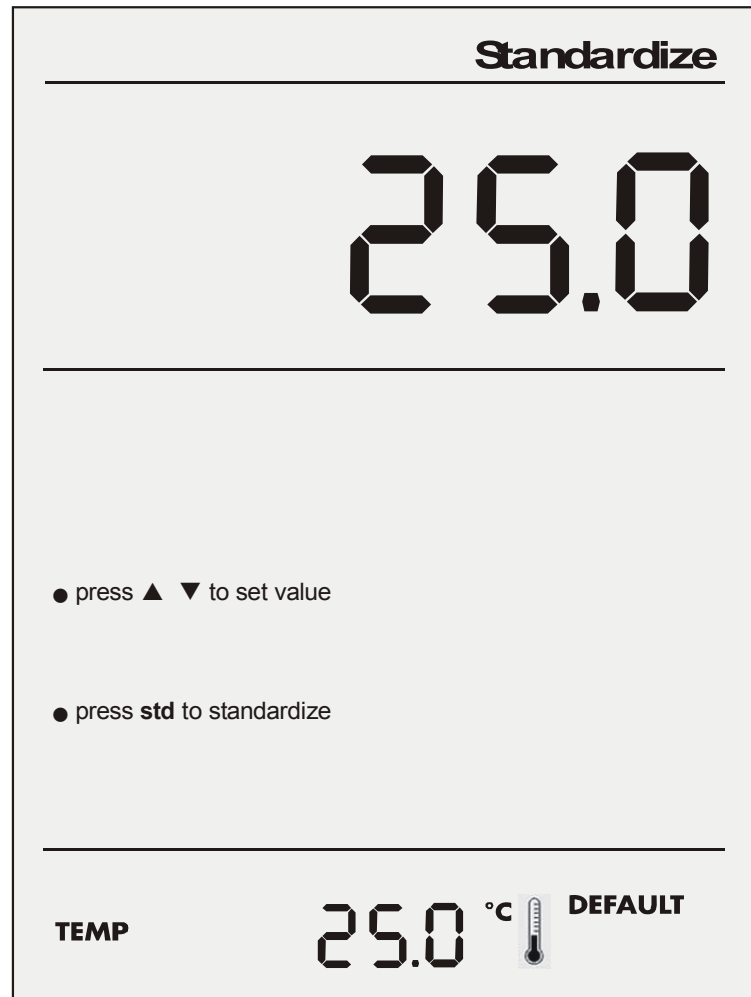 Standardize
25.0
● press ▲ ▼ to set value
● press std to standardize
TEMP 25.0 °C DEFAULT